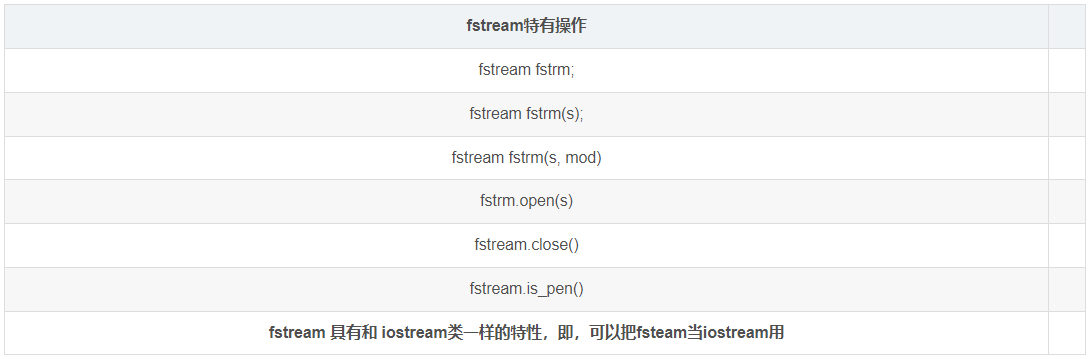 fstream特有操作
fstream fstrm;
fstream fstrm(s);
fstream fstrm(s, mod)
fstrm.open(s)
fstream.close()
fstream.is_pen()
fstream 具有和 iostream类一样的特性，即，可以把fsteam当iostream用